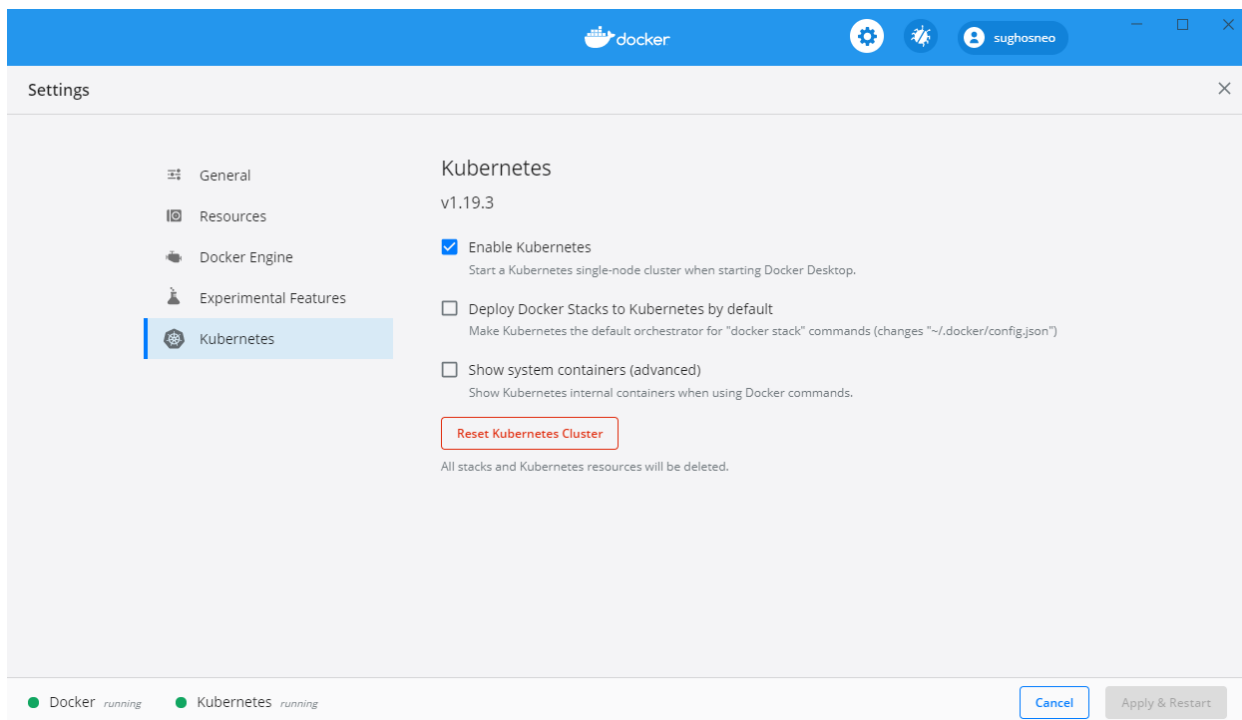 docker
sughosneo
Settings
General
Resources
Docker Engine
Experimental Features
Kubernetes
Kubernetes
v1.19.3
Enable Kubernetes
Start a Kubernetes single-node cluster when starting Docker Desktop.
Deploy Docker Stacks to Kubernetes by default
Make Kubernetes the default orchestrator for "docker stack" commands (changes "~/.docker/config.json")
Show system containers (advanced)
Show Kubernetes internal containers when using Docker commands.
Reset Kubernetes Cluster
All stacks and Kubernetes resources will be deleted.
Docker running
Kubernetes running
Cancel
Apply & Restart